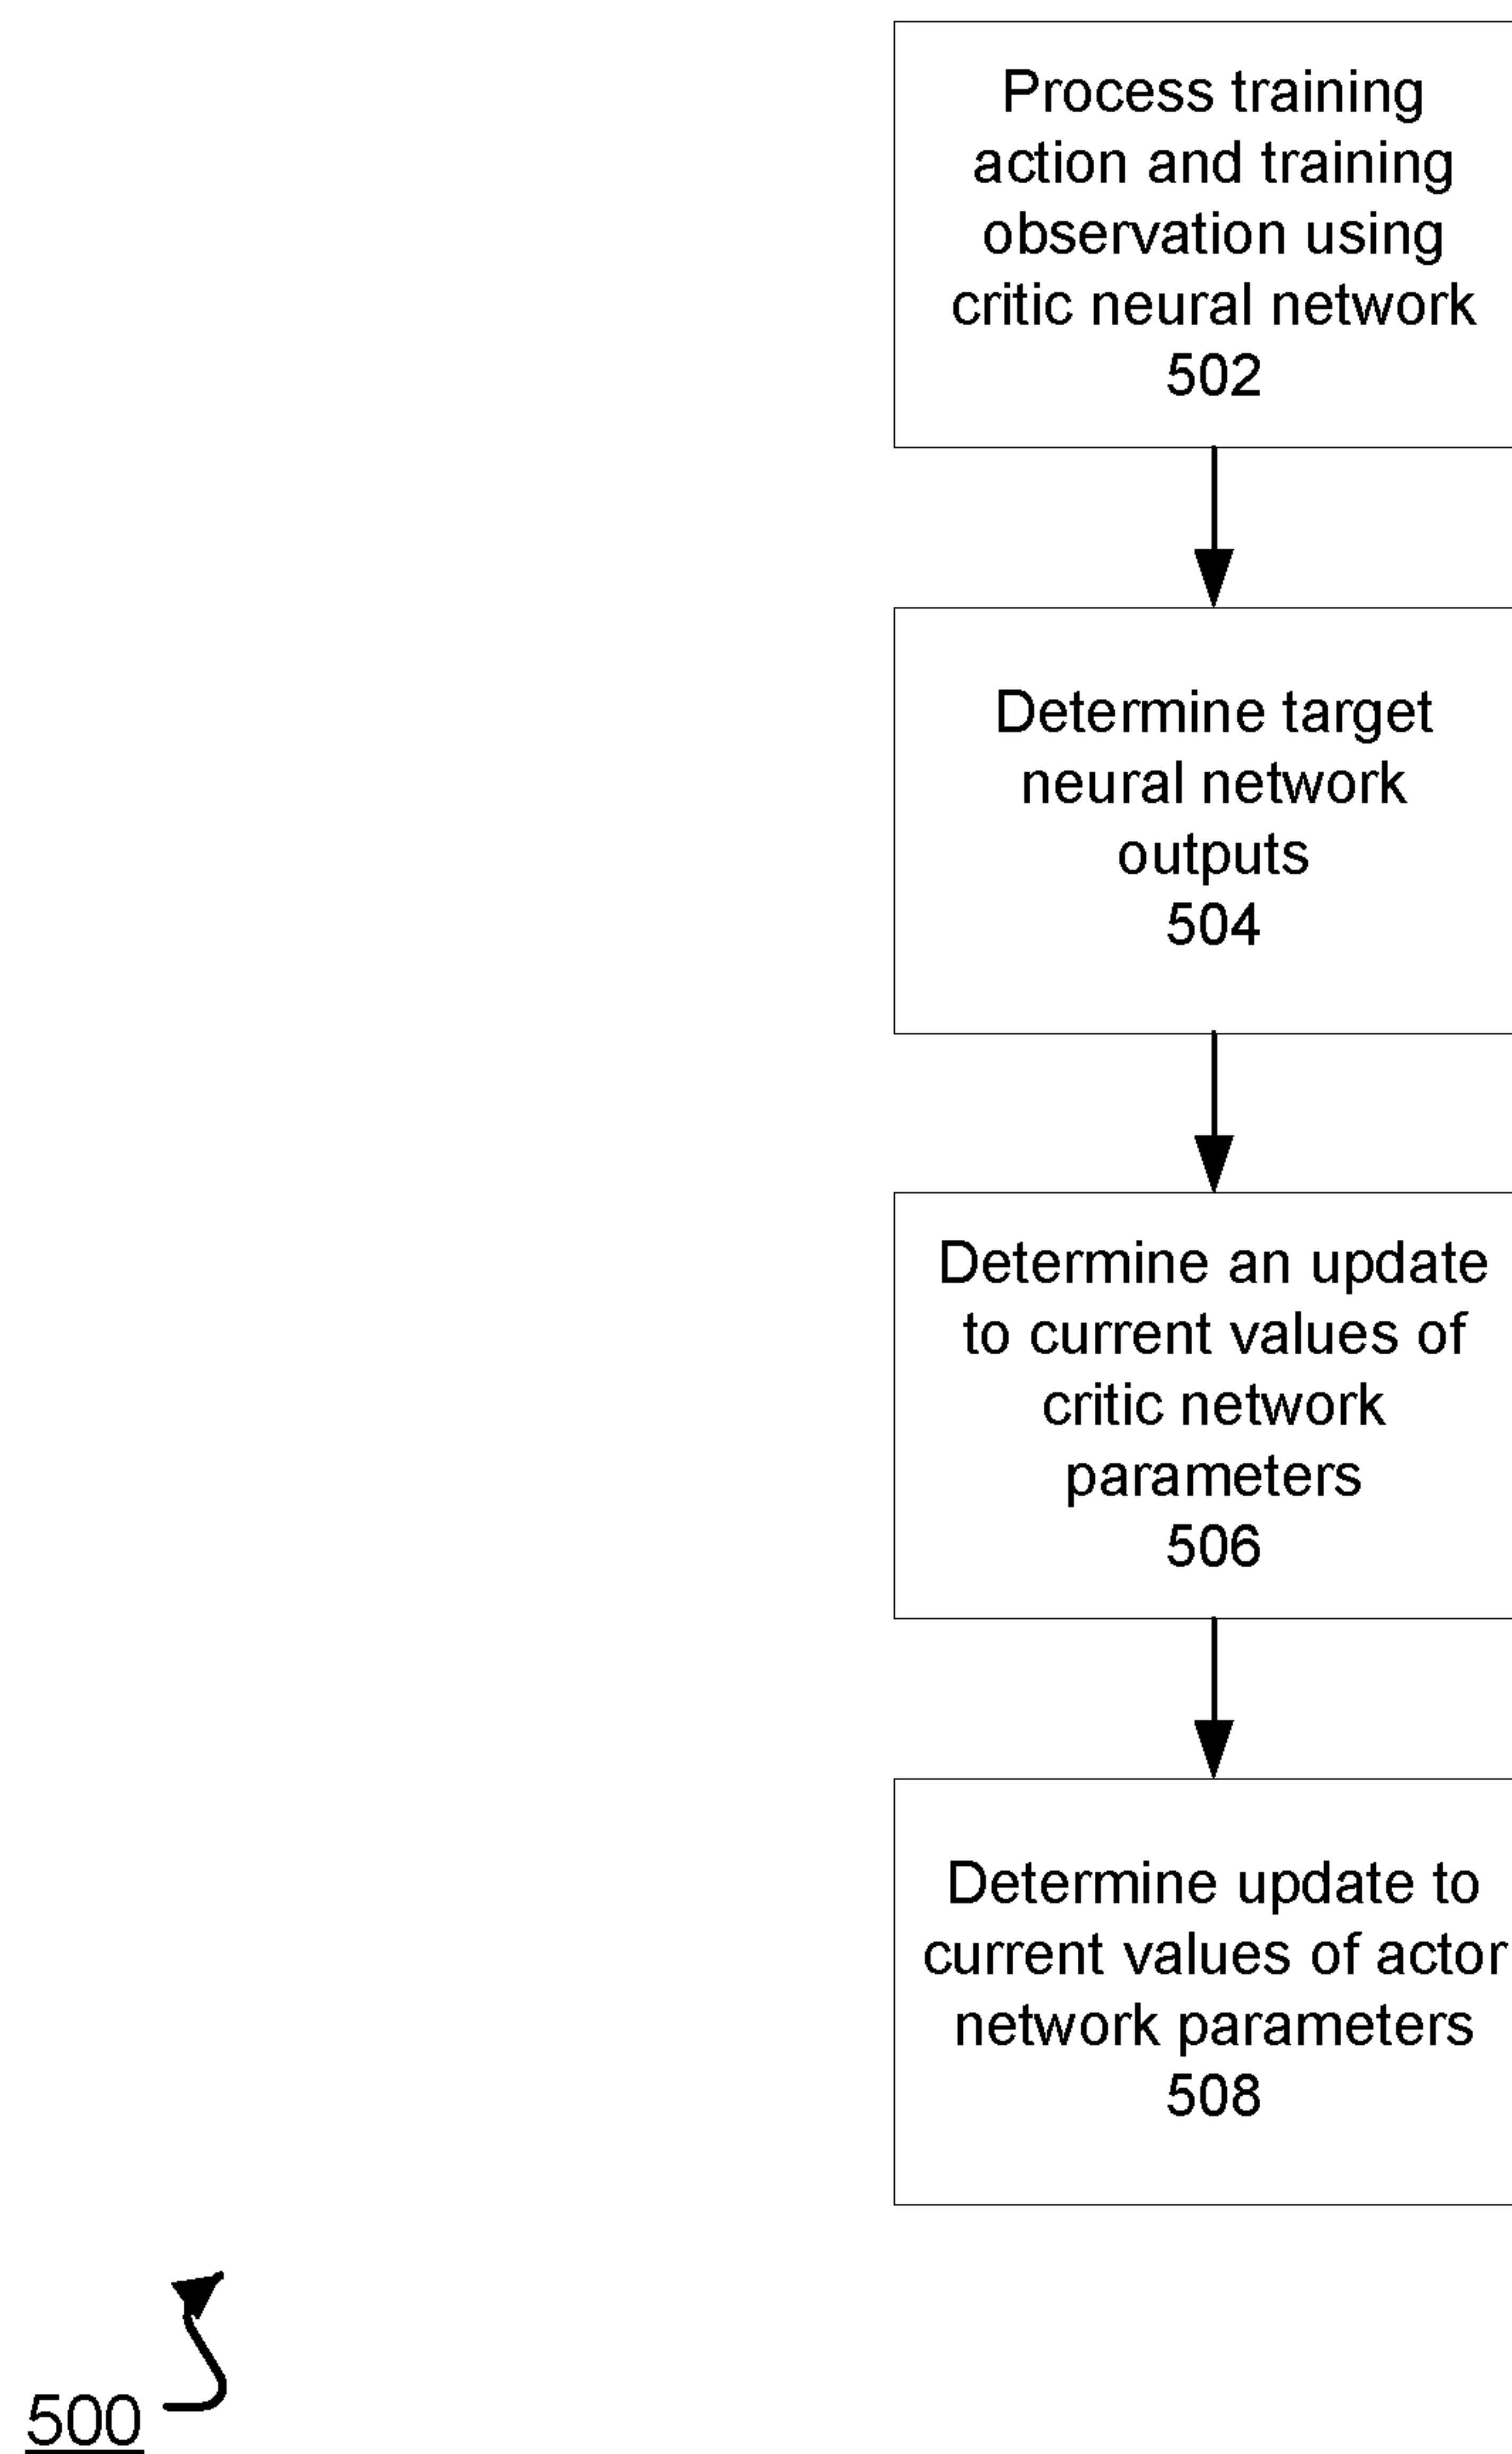 Process training
action and training
observation using
critic neural network
502
Determine target
neural network
outputs
504
Determine an update
to current values of
critic network
parameters
506
Determine update to
current values of actor
network parameters
508
500